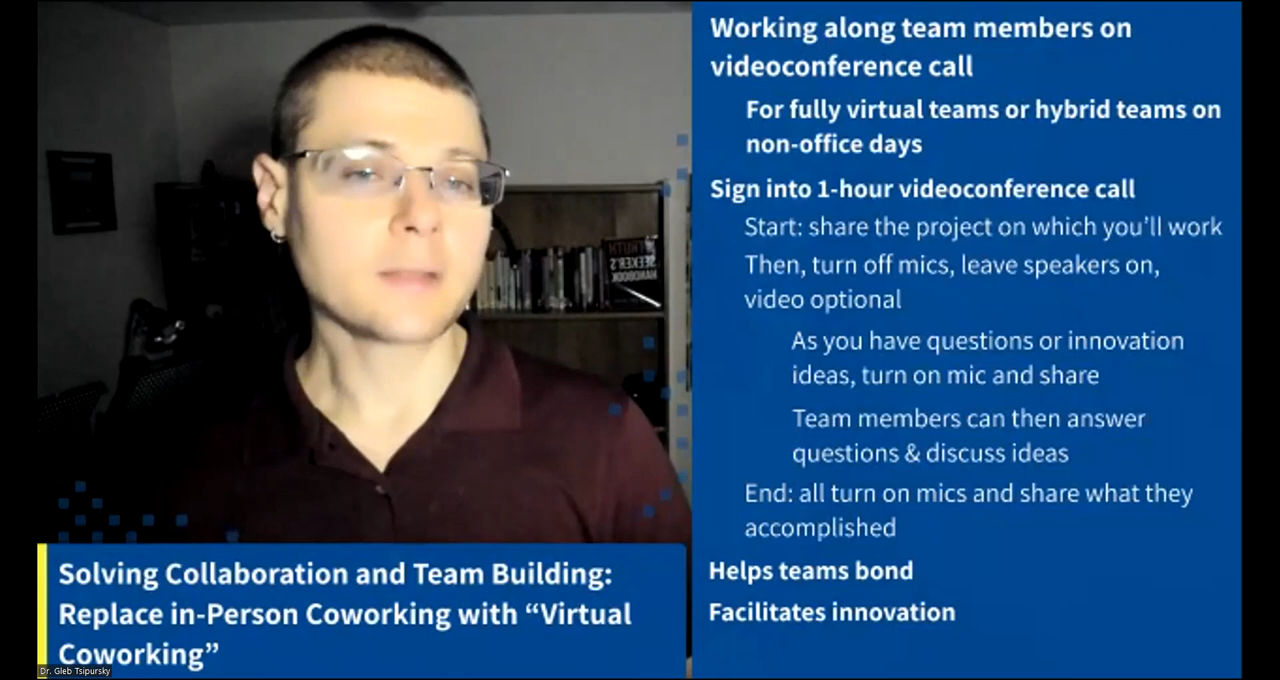 Working along team members on
videoconference call
For fully virtual teams or hybrid teams on
non-office days
Sign into 1-hour videoconference call
Start: share the project on which you'll work
Then, turn off mics, leave speakers on,
video optional
As you have questions or innovation
ideas, turn on mic and share
Team members can then answer
questions & discuss ideas
End: all turn on mics and share what they
accomplished
Helps teams bond
Facilitates innovation
TRUTH
SEEKER'S
HANDBOOK
Solving Collaboration and Team Building:
Replace in-Person Coworking with “Virtual
Coworking”
Dr. Gleb Tsipursky